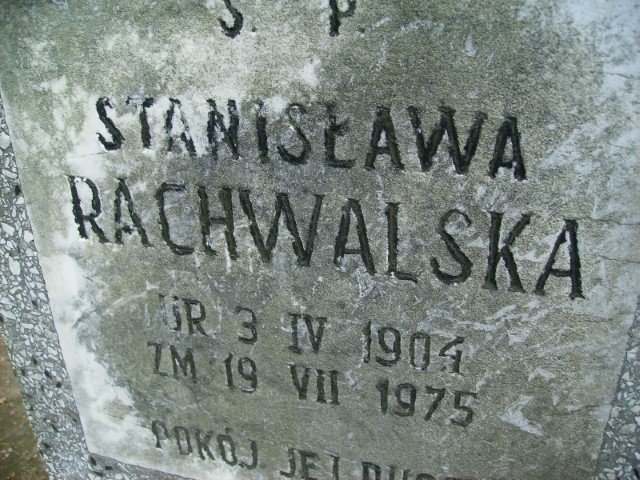 Ś. P.
STANISŁAWA
RACHWALSKA
UR 3 IV 1904
ZM 19 VII 1975
POKÓJ JEJ